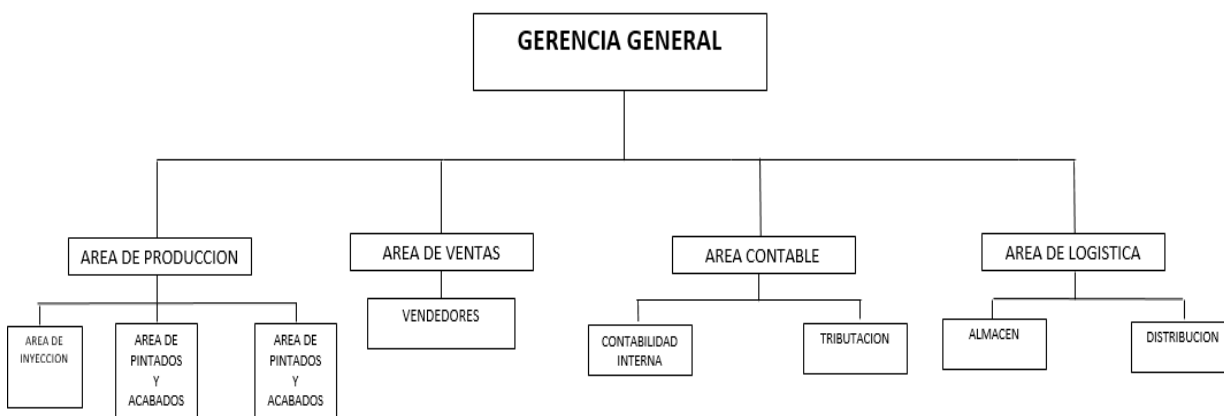 GERENCIA GENERAL
AREA DE PRODUCCION
AREA DE VENTAS
AREA CONTABLE
AREA DE LOGISTICA
AREA DE
INYECCION
AREA DE
PINTADOS
Y
ACABADOS
AREA DE
PINTADOS
Y
ACABADOS
VENDEDORES
CONTABILIDAD
INTERNA
TRIBUTACION
ALMACEN
DISTRIBUCION